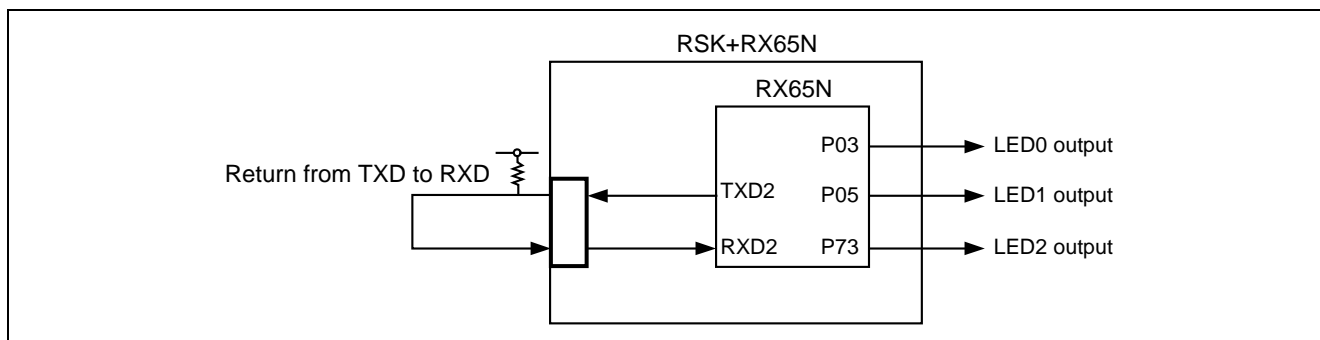 RSK+RX65N
RX65N
P03
LED0 output
Return from TXD to RXD
TXD2
P05
LED1 output
RXD2
P73
LED2 output